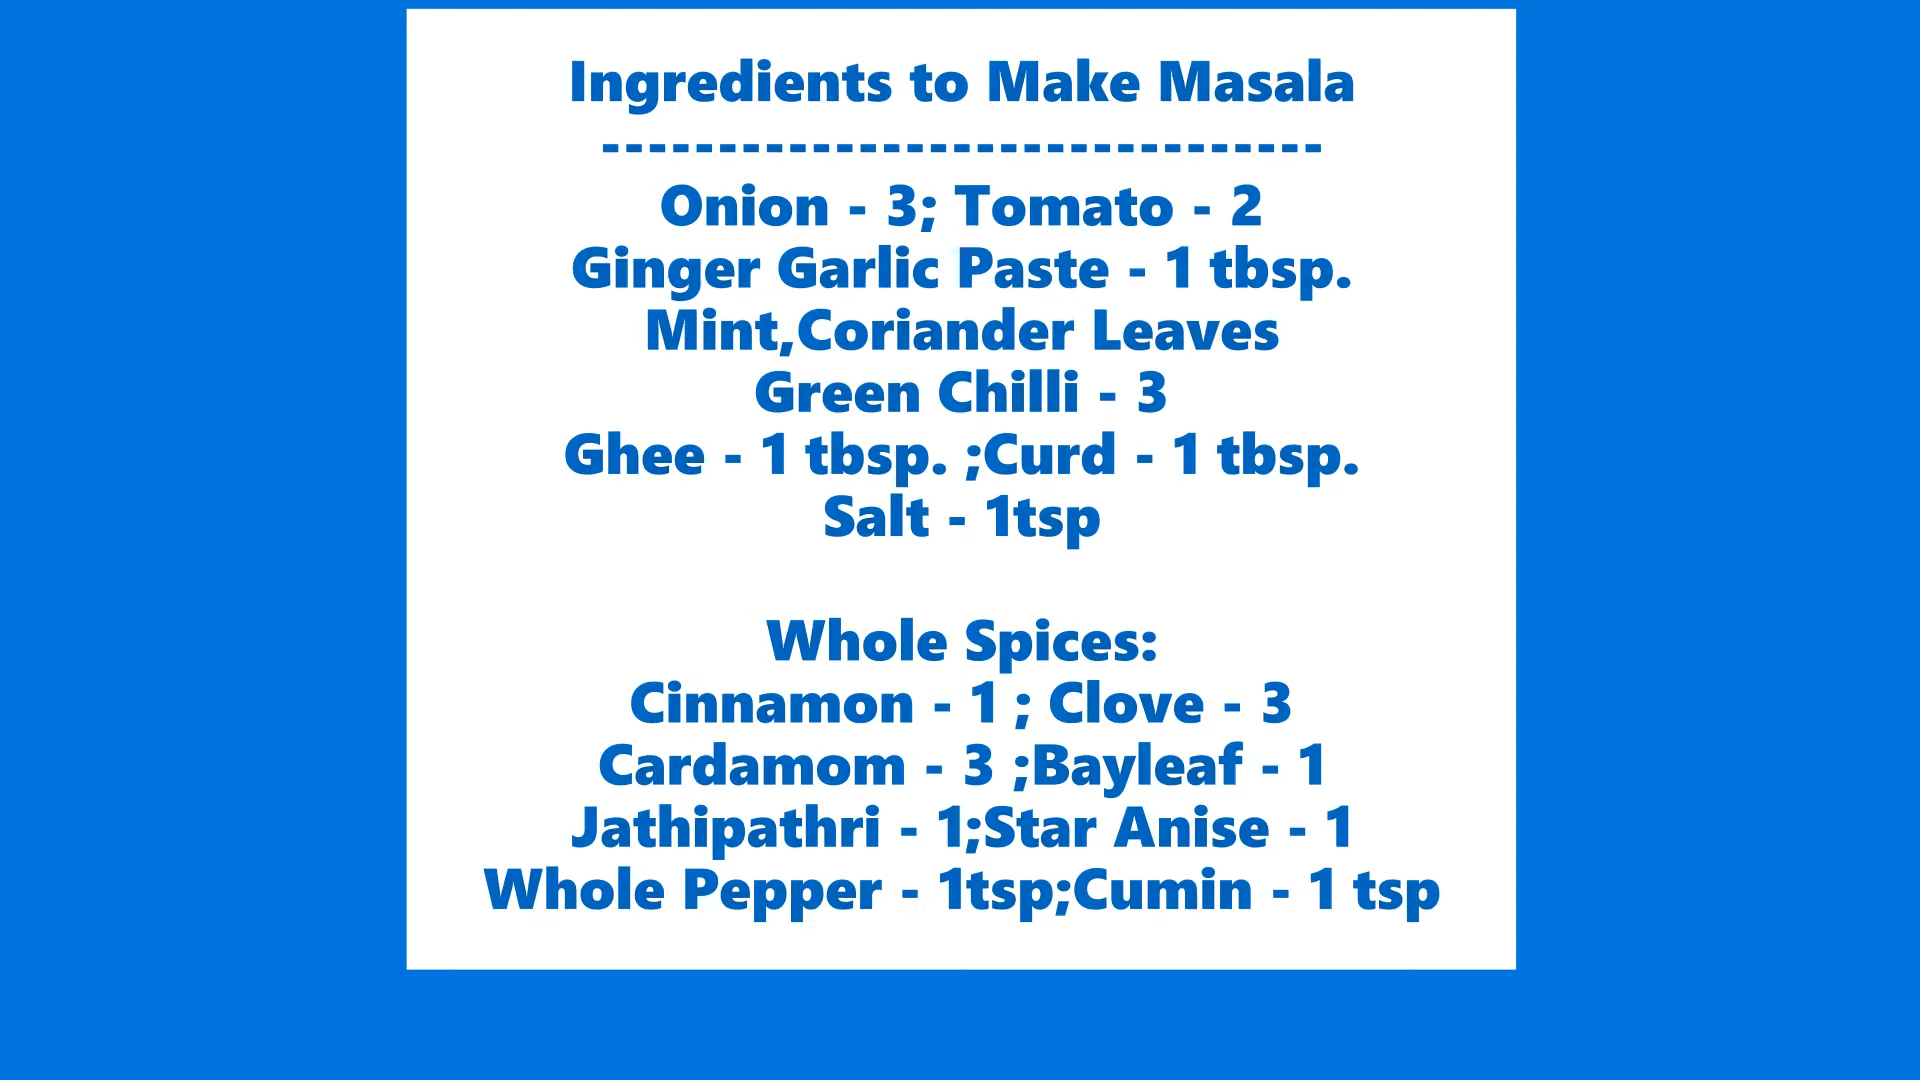 Ingredients to Make Masala
-------------------------------
Onion - 3; Tomato - 2
Ginger Garlic Paste - 1 tbsp.
Mint,Coriander Leaves
Green Chilli - 3
Ghee - 1 tbsp. ;Curd - 1 tbsp.
Salt - 1tsp
Whole Spices:
Cinnamon - 1 ; Clove - 3
Cardamom - 3 ;Bayleaf - 1
Jathipathri - 1;Star Anise - 1
Whole Pepper - 1tsp;Cumin - 1 tsp